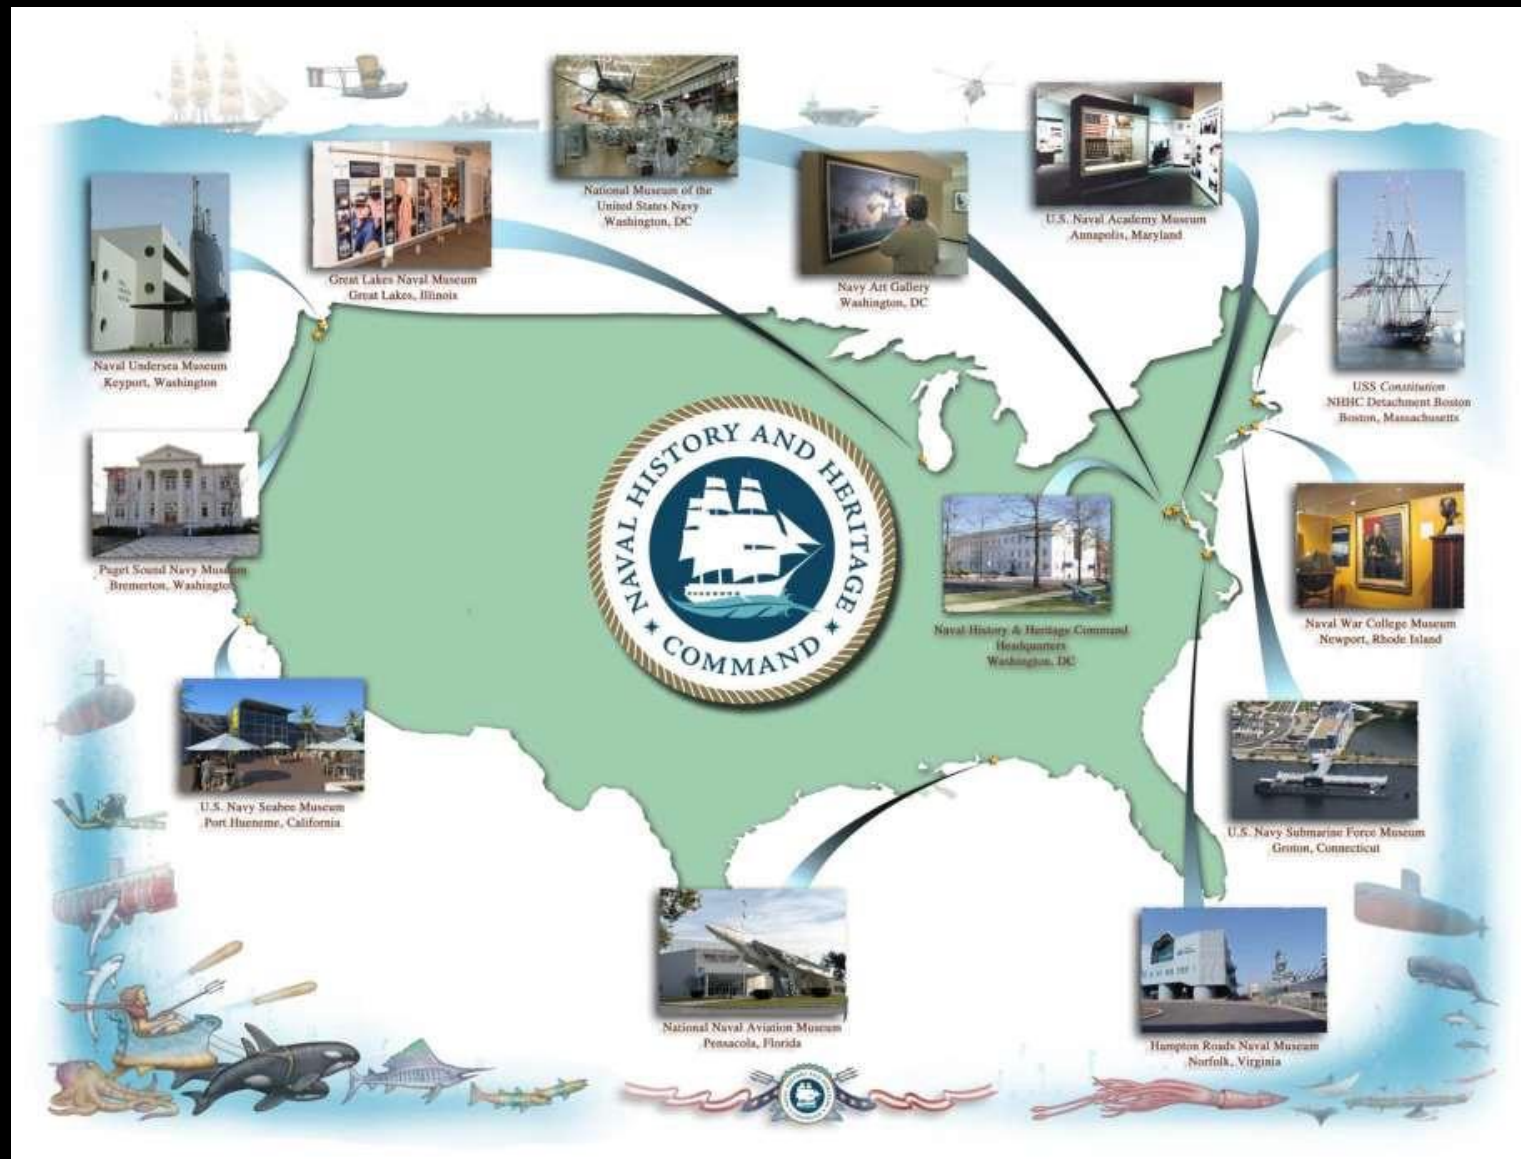 National Museum of the
United States Navy
Washington, DC
U.S. Naval Academy Museum
Annapolis, Maryland
Great Lakes Naval Museum
Great Lakes, Illinois
Navy Art Gallery
Washington, DC
Naval Undersea Museum
Keyport, Washington
USS Constitution
NHHC Detachment Boston
Boston, Massachusetts
NAVAL HISTORY AND HERITAGE
COMMAND
Puget Sound Navy Museum
Bremerton, Washington
Naval History & Heritage Command
Headquarters
Washington, DC
Naval War College Museum
Newport, Rhode Island
U.S. Navy Seabee Museum
Port Hueneme, California
U.S. Navy Submarine Force Museum
Groton, Connecticut
National Naval Aviation Museum
Pensacola, Florida
Hampton Roads Naval Museum
Norfolk, Virginia